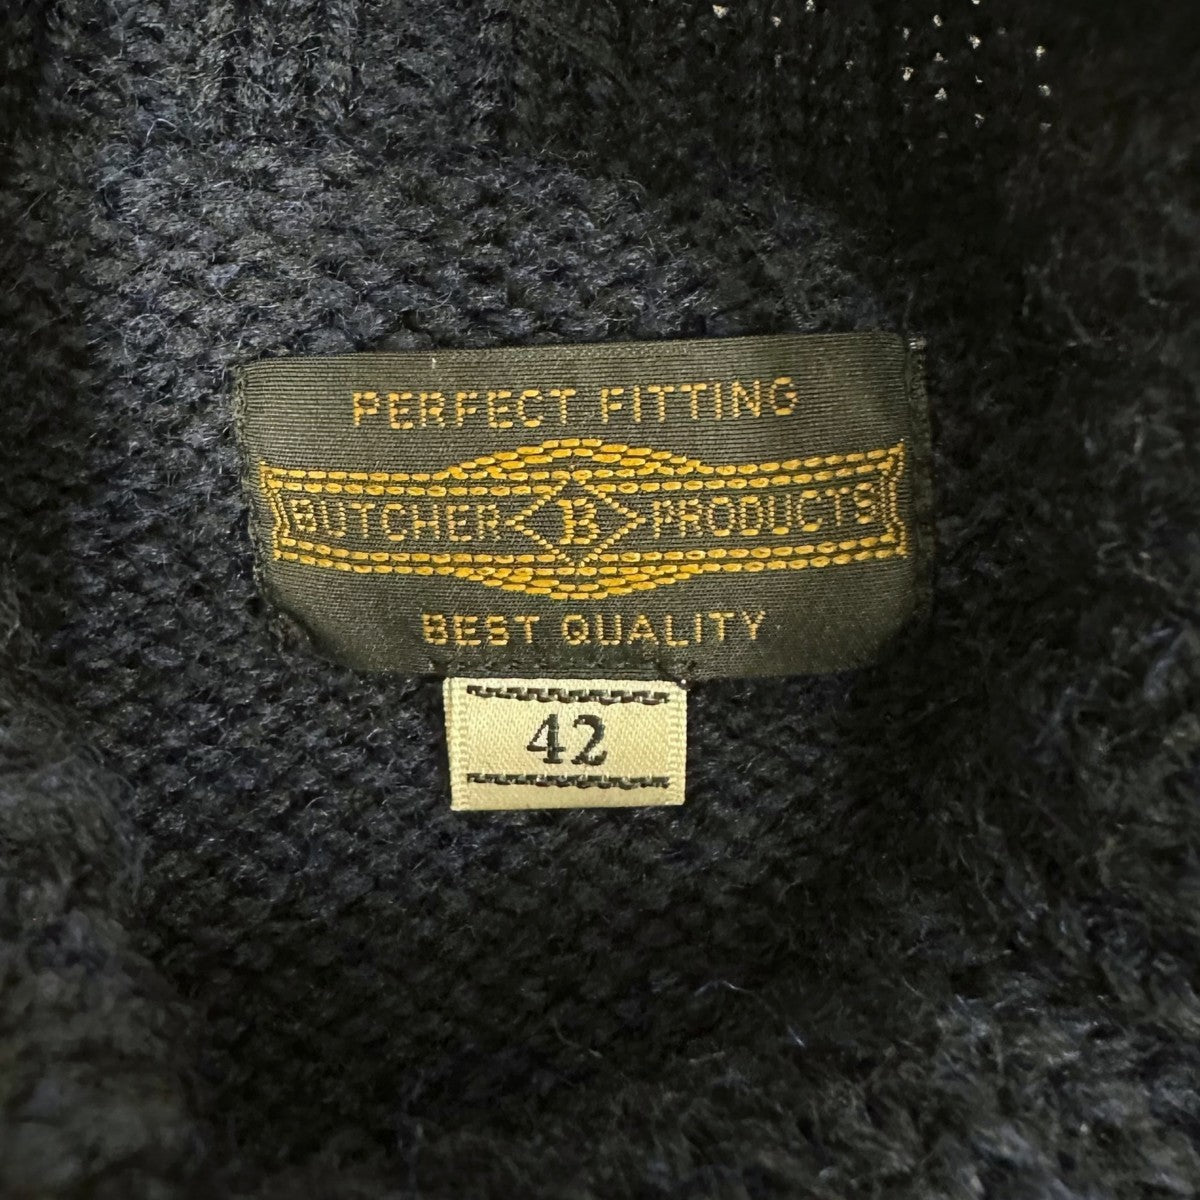 PERFECT FITTING
BUTCHER B PRODUCTS
BEST QUALITY
42